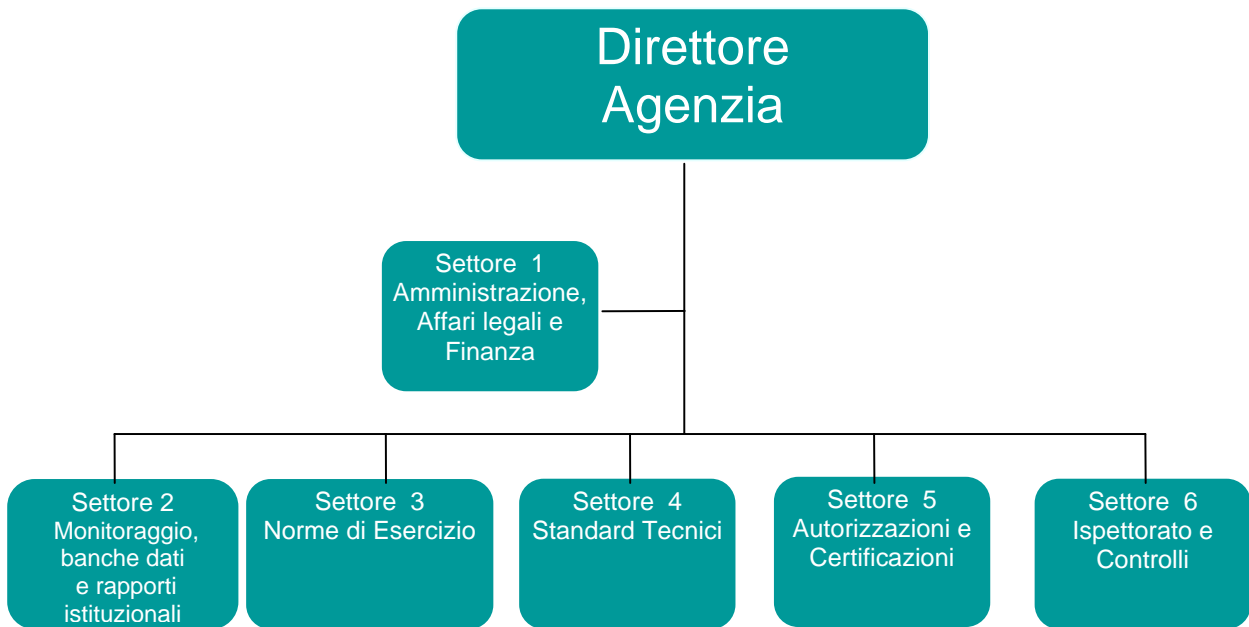 Direttore
Agenzia
Settore 1
Amministrazione,
Affari legali e
Finanza
Settore 2
Monitoraggio,
banche dati
e rapporti
istituzionali
Settore 3
Norme di Esercizio
Settore 4
Standard Tecnici
Settore 5
Autorizzazioni e
Certificazioni
Settore 6
Ispettorato e
Controlli